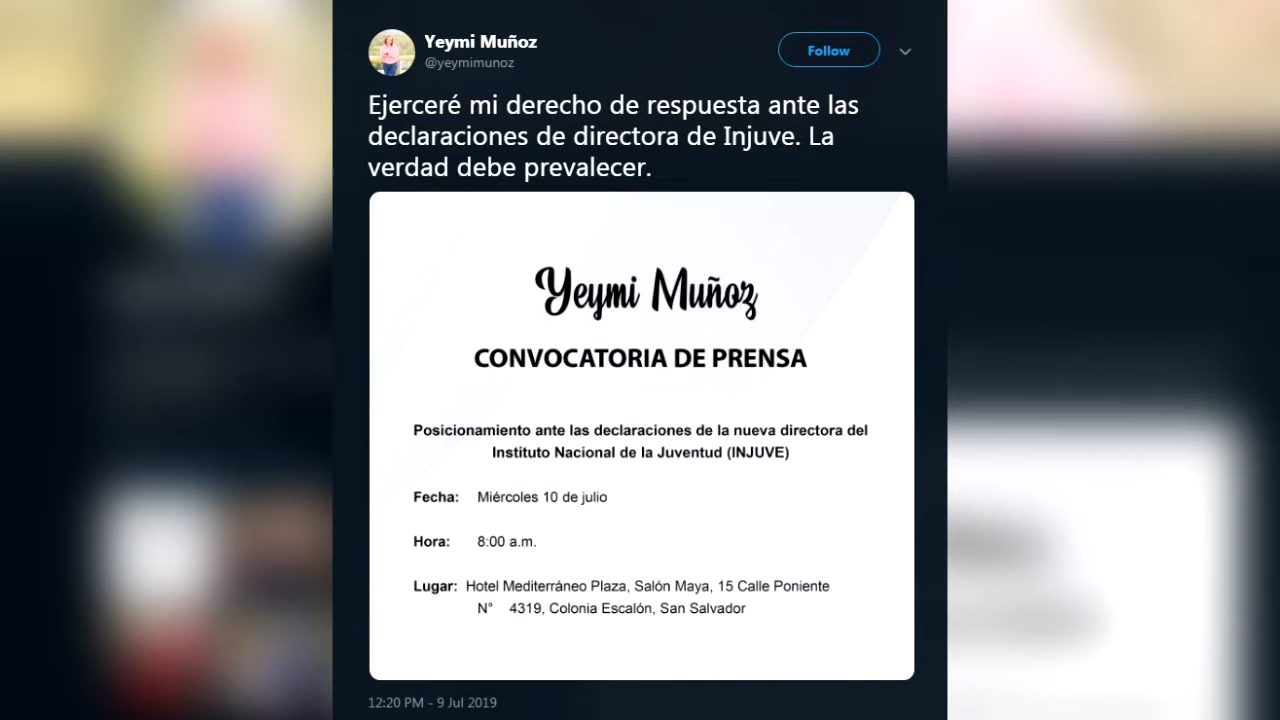 Yeymi Muñoz
@yeymimunoz
Follow
Ejerceré mi derecho de respuesta ante las
declaraciones de directora de Injuve. La
verdad debe prevalecer.
Yeymi Muñoz
CONVOCATORIA DE PRENSA
Posicionamiento ante las declaraciones de la nueva directora del
Instituto Nacional de la Juventud (INJUVE)
Fecha: Miércoles 10 de julio
Hora: 8:00 a.m.
Lugar: Hotel Mediterráneo Plaza, Salón Maya, 15 Calle Poniente
N° 4319, Colonia Escalón, San Salvador
12:20 PM - 9 Jul 2019